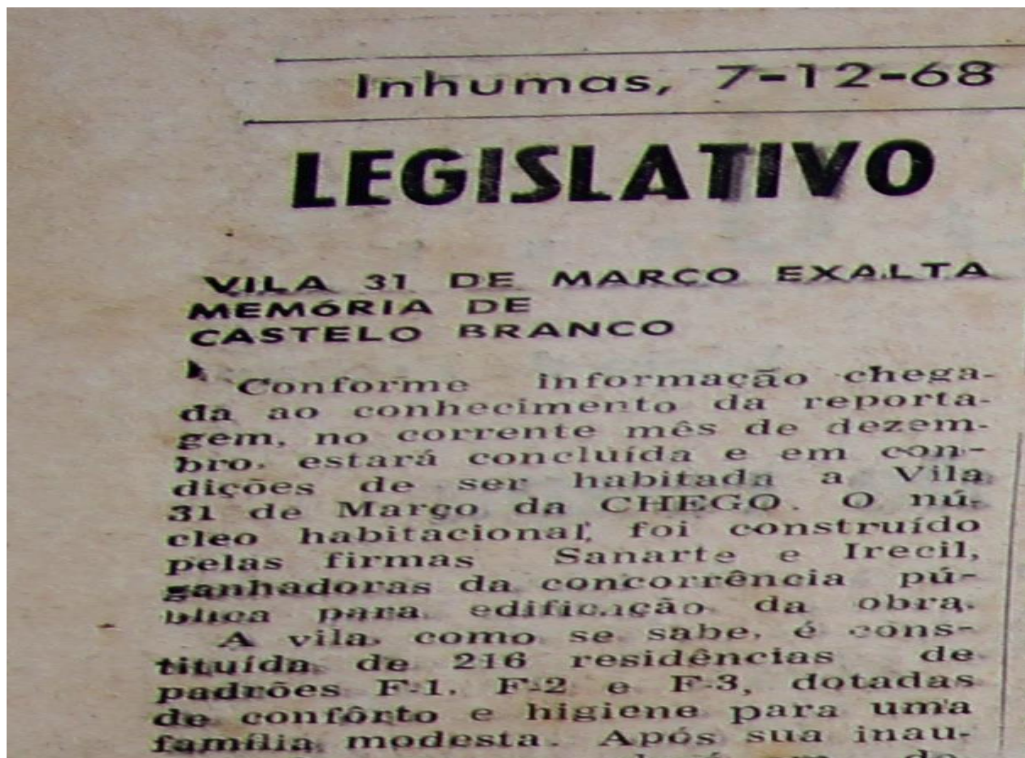 Inhumas, 7-12-68
LEGISLATIVO
VILA 31 DE MARÇO EXALTA
MEMÓRIA DE
CASTELO BRANCO
Conforme informação chega-
da ao conhecimento da reporta-
gem, no corrente mês de dezem-
bro, estará concluída e em con-
dições de ser habitada a Vila
31 de Março da CHEGO. O nú-
cleo habitacional, foi construído
pelas firmas Sanarte e Irecil,
ganhadoras da concorrência pú-
blica para edificação da obra.
A vila, como se sabe, é cons-
tituída de 216 residências de
padrões F-1, F-2 e F-3, dotadas
de confôrto e higiene para uma
família modesta. Após sua inau-